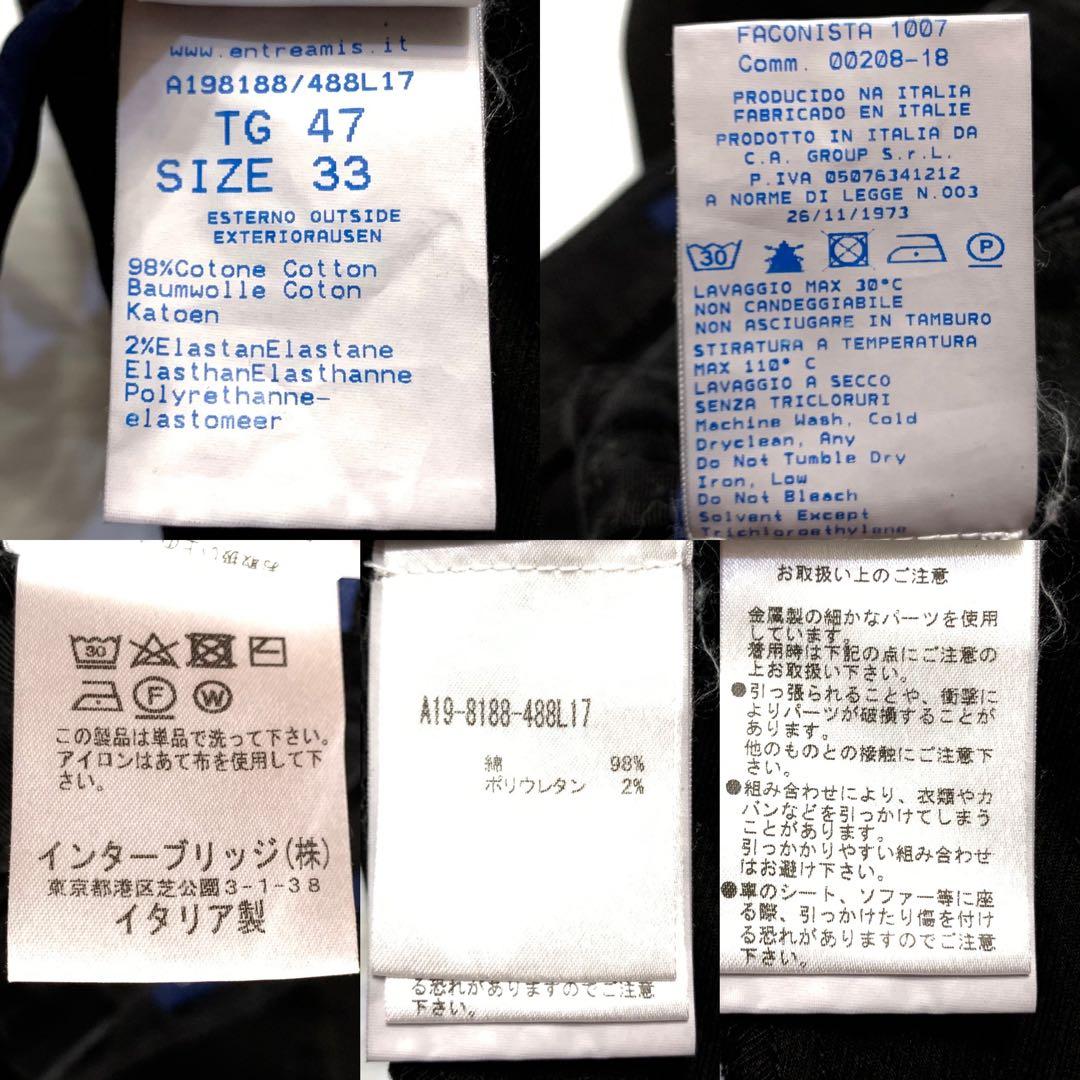 www.entreamis.it
A198188/488L17
TG 47
SIZE 33
ESTERNO OUTSIDE
EXTERIORAUSEN
98%Cotone Cotton
Baumwolle Coton
Katoen
2%ElastanElastane
ElasthanElasthanne
Polyrethanne-
elastomeer
FACONISTA 1007
Comm. 00208-18
PRODUCIDO NA ITALIA
FABRICADO EN ITALIE
PRODOTTO IN ITALIA DA
C.A. GROUP S.r.L.
P.IVA 05076341212
A NORME DI LEGGE N.003
26/11/1973
30
P
LAVAGGIO MAX 30°C
NON CANDEGGIABILE
NON ASCIUGARE IN TAMBURO
STIRATURA A TEMPERATURA
MAX 110° C
LAVAGGIO A SECCO
SENZA TRICLORURI
Machine Wash, Cold
Dryclean, Any
Do Not Tumble Dry
Iron, Low
Do Not Bleach
Solvent Except
Trichloroethylene
30
F W
この製品は単品で洗って下さい。
アイロンはあて布を使用して下
さい。
インターブリッジ(株)
東京都港区芝公園3-1-38
イタリア製
A19-8188-488L17
綿 98%
ポリウレタン 2%
る恐れがありますのでご注意
下さい。
お取扱い上のご注意
金属製の細かなパーツを使用
しています。
着用時は下記の点にご注意の
上お取扱い下さい。
●引っ張られることや、衝撃に
よりパーツが破損することが
あります。
他のものとの接触にご注意下
さい。
●組み合わせにより、衣類やカ
バンなどを引っかけてしまう
ことがあります。
引っかかりやすい組み合わせ
はお避け下さい。
●車のシート、ソファー等に座
る際、引っかけたり傷を付け
る恐れがありますのでご注意
下さい。